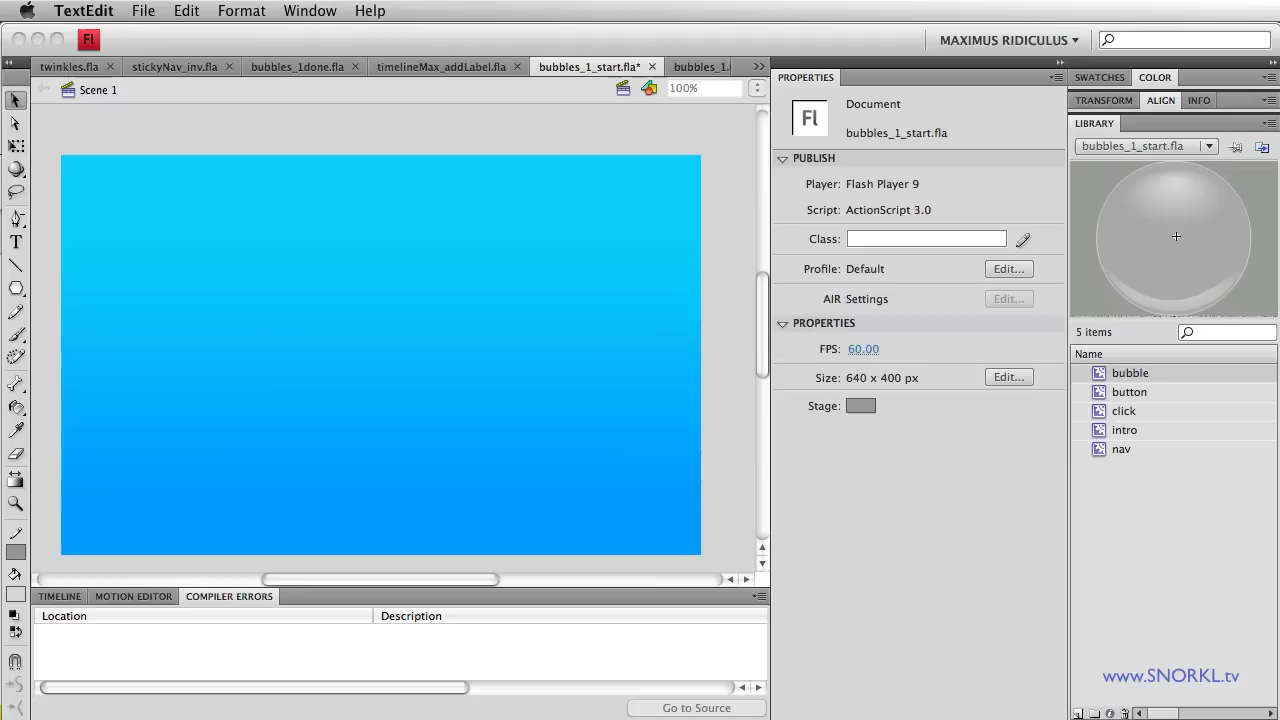 TextEdit File Edit Format Window Help
Fl MAXIMUS RIDICULUS
twinkles.fla stickyNav_inv.fla bubbles_1done.fla timelineMax_addLabel.fla bubbles_1_start.fla* bubbles_1.
Scene 1 100%
PROPERTIES
Fl Document
bubbles_1_start.fla
PUBLISH
Player: Flash Player 9
Script: ActionScript 3.0
Class:
Profile: Default Edit...
AIR Settings Edit...
PROPERTIES
FPS: 60.00
Size: 640 x 400 px Edit...
Stage:
SWATCHES COLOR
TRANSFORM ALIGN INFO
LIBRARY
bubbles_1_start.fla
5 items
Name
bubble
button
click
intro
nav
T
TIMELINE MOTION EDITOR COMPILER ERRORS
Location Description
Go to Source
www.SNORKL.tv